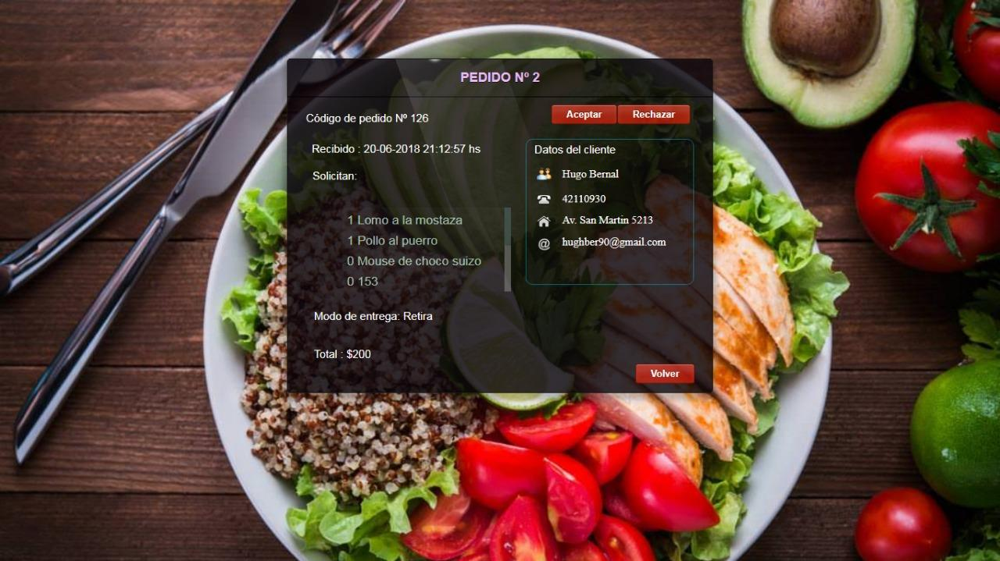 PEDIDO Nº 2
Código de pedido Nº 126
Aceptar Rechazar
Recibido : 20-06-2018 21:12:57 hs
Solicitan:
1 Lomo a la mostaza
1 Pollo al puerro
0 Mouse de choco suizo
0 153
Modo de entrega: Retira
Total : $200
Datos del cliente
Hugo Bernal
42110930
Av. San Martin 5213
@ hughber90@gmail.com
Volver